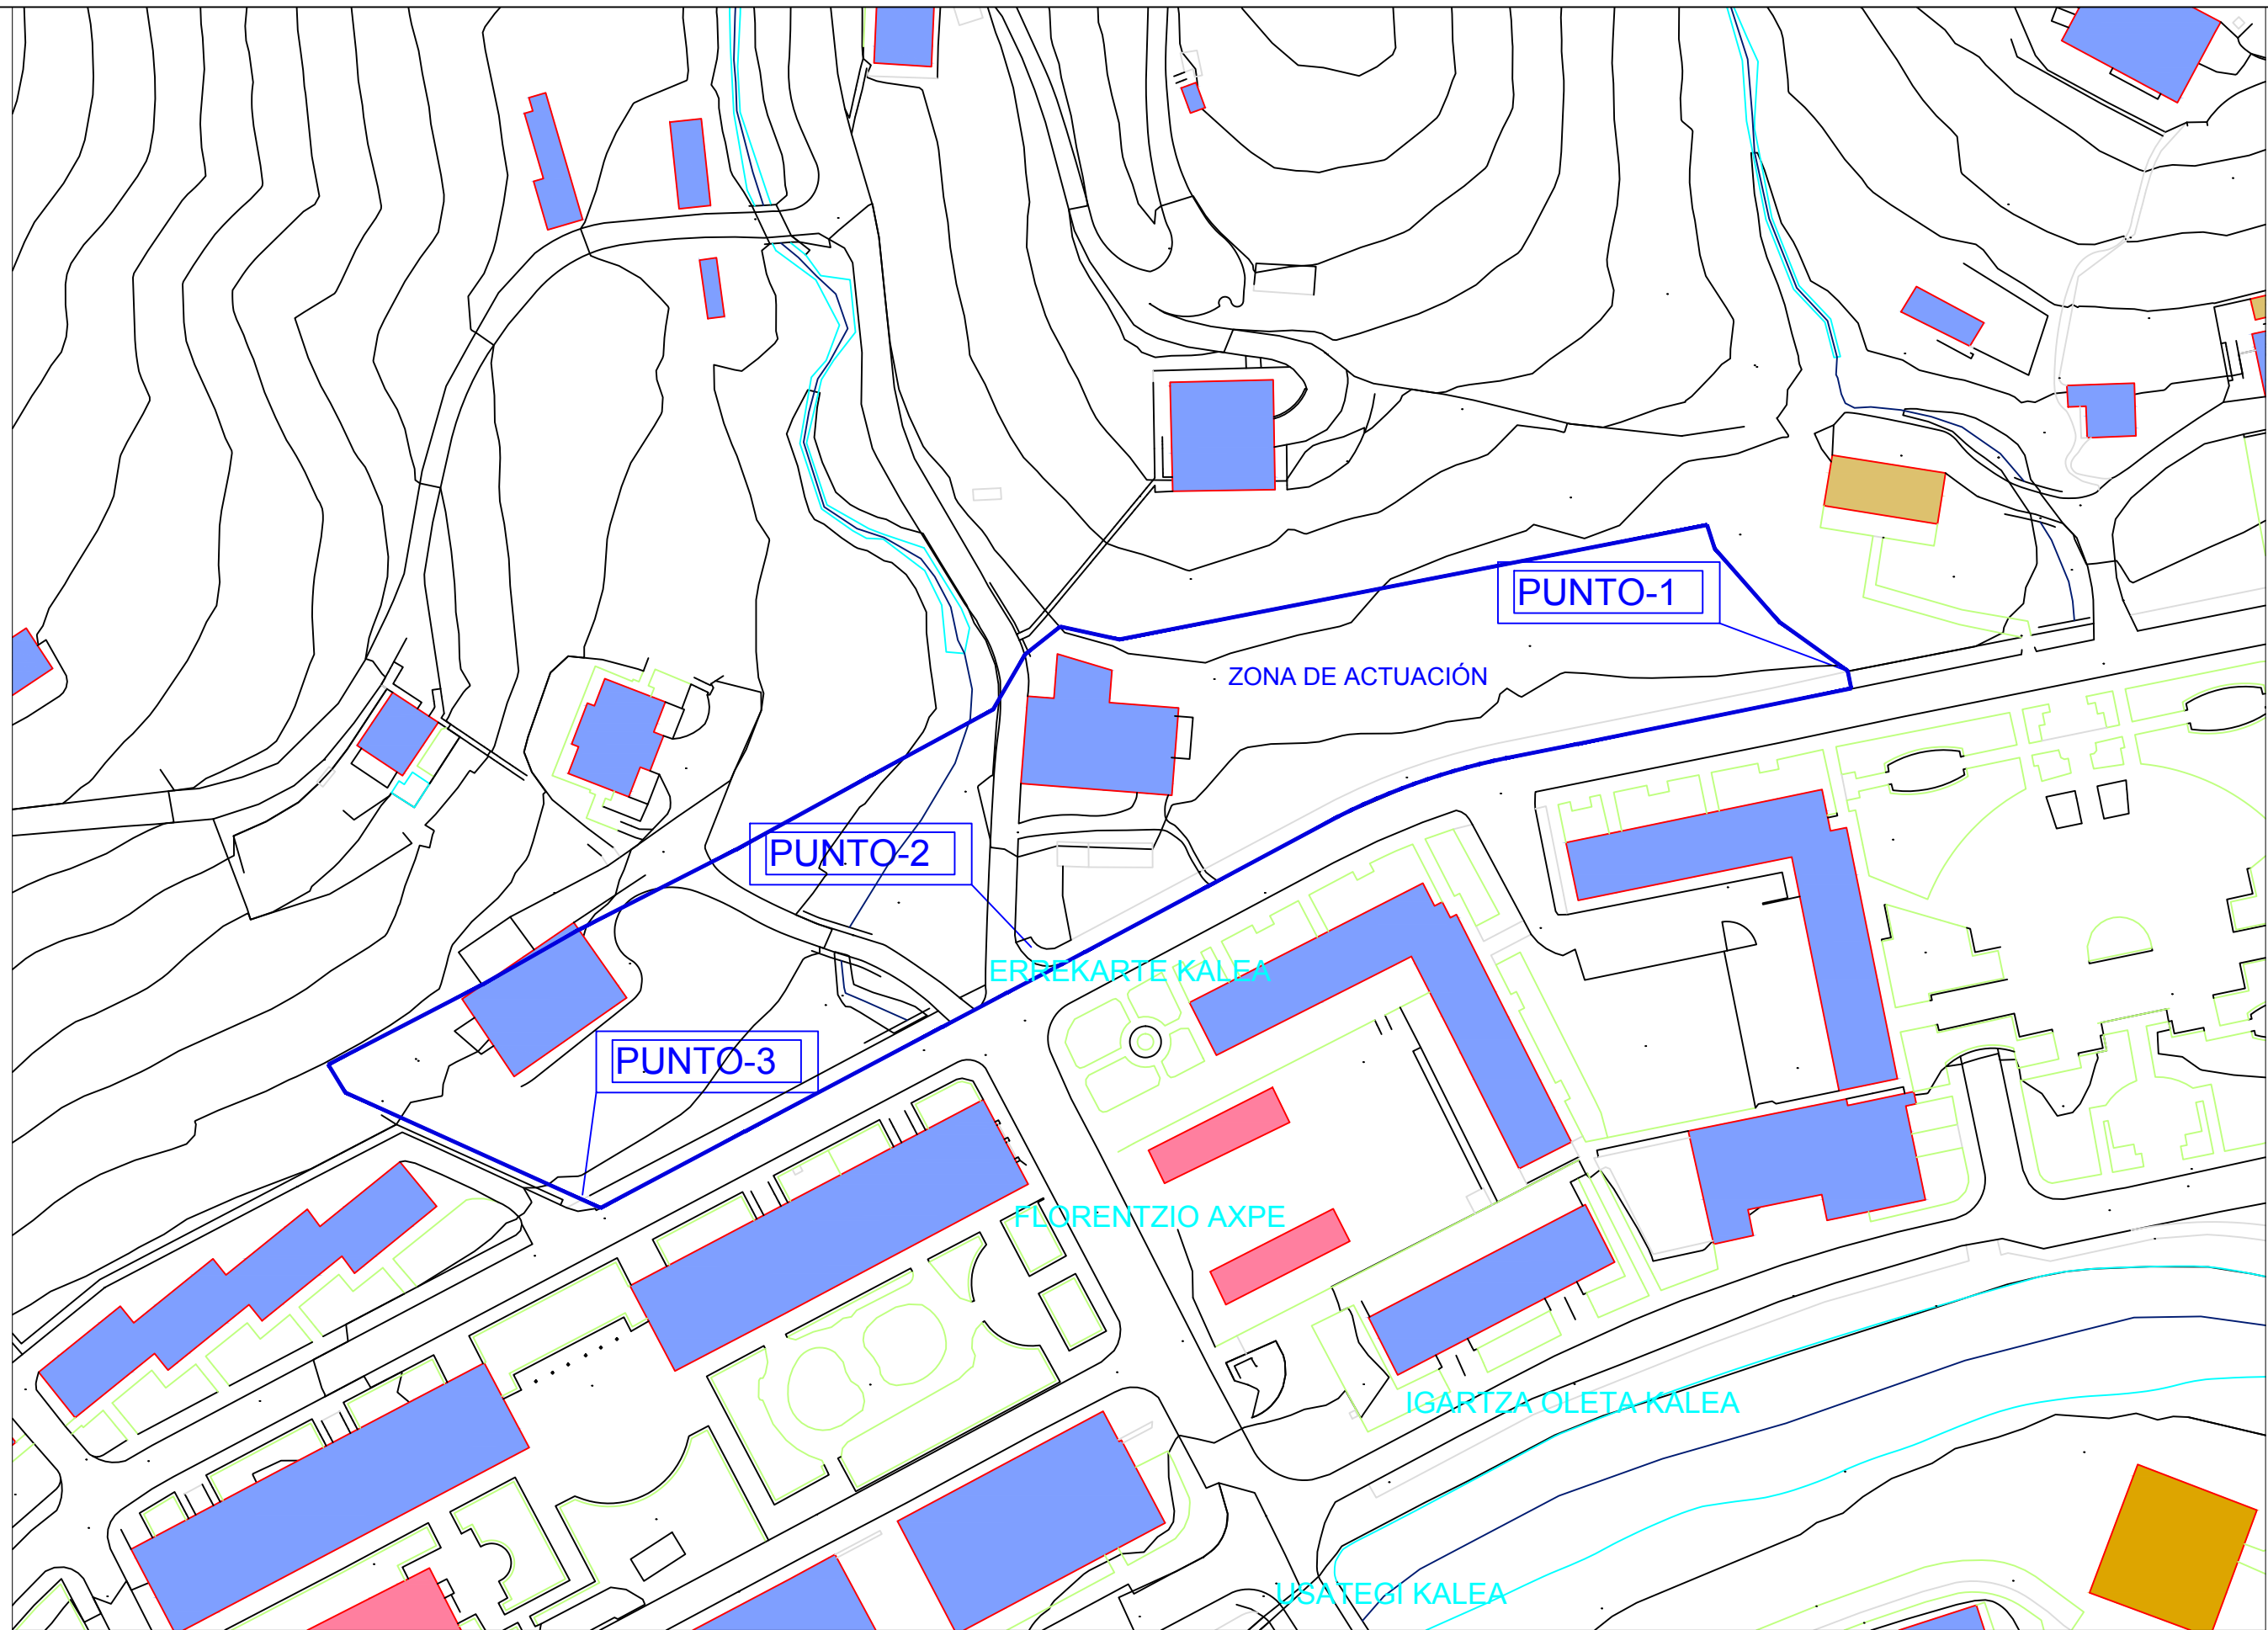 PUNTO-1
ZONA DE ACTUACIÓN
PUNTO-2
ERREKARTE KALEA
PUNTO-3
FLORENTZIO AXPE
IGARTZA OLETA KALEA
USATEGI KALEA